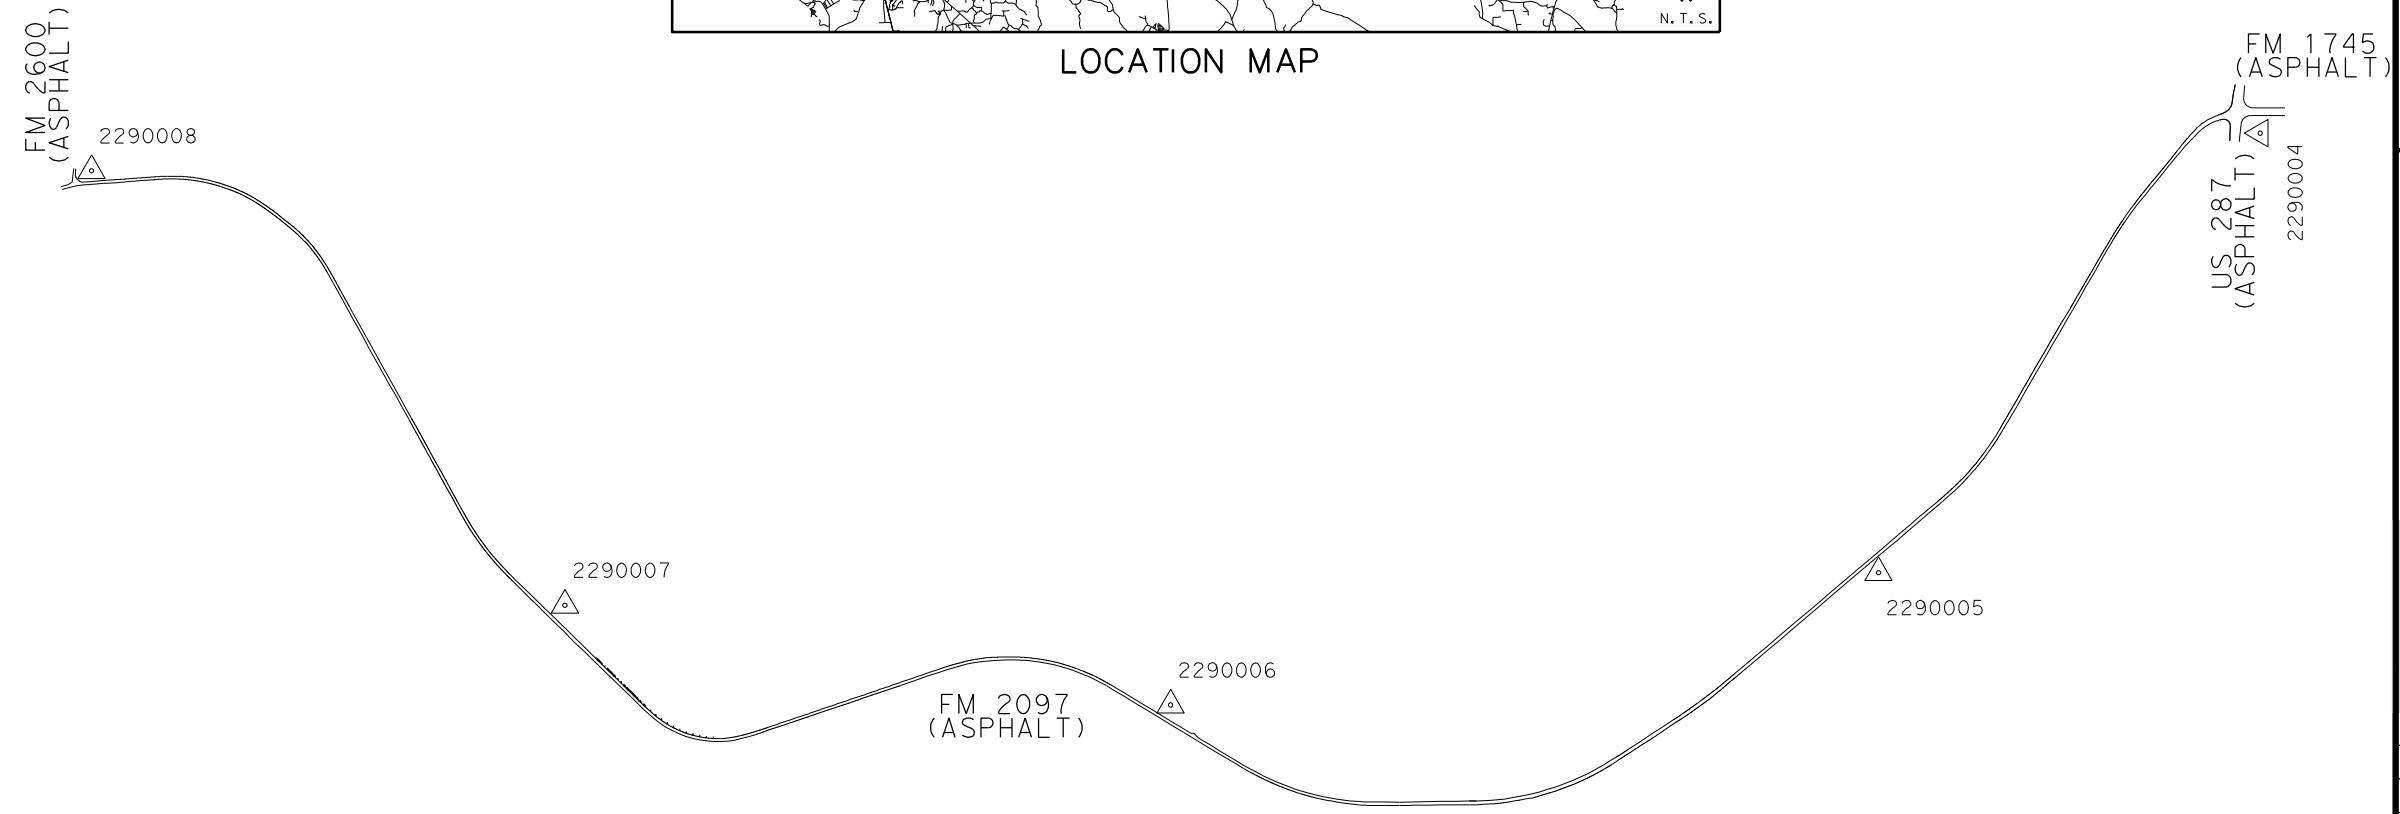 N.T.S.
LOCATION MAP
FM 2600
(ASPHALT)
2290008
FM 1745
(ASPHALT)
US 287
(ASPHALT)
2290004
2290007
2290005
2290006
FM 2097
(ASPHALT)